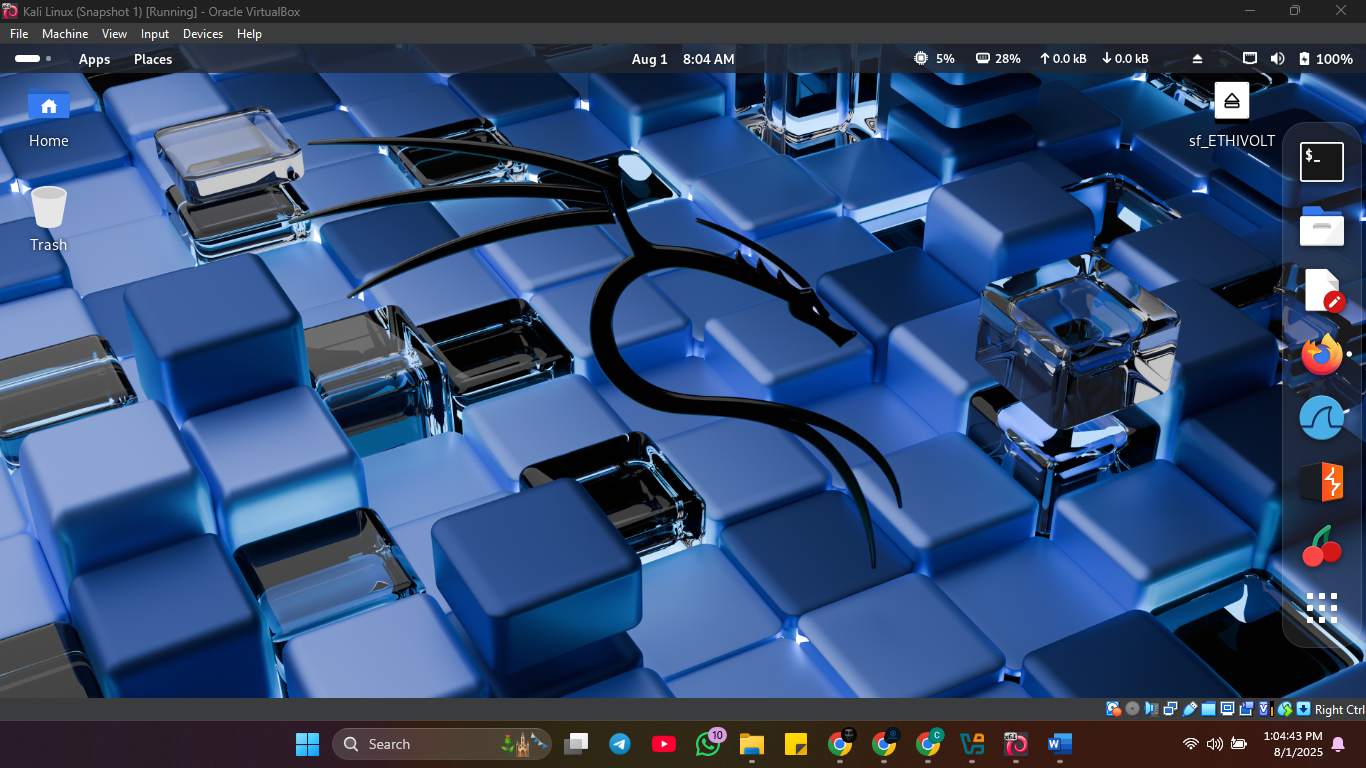 Kali Linux (Snapshot 1) [Running] - Oracle VirtualBox
File Machine View Input Devices Help
Apps Places Aug 1 8:04 AM 5% 28% 0.0 kB 0.0 kB 100%
Home
sf_ETHIVOLT
$_
Trash
Right Ctrl
Search
10
C
x64
W
1:04:43 PM
8/1/2025